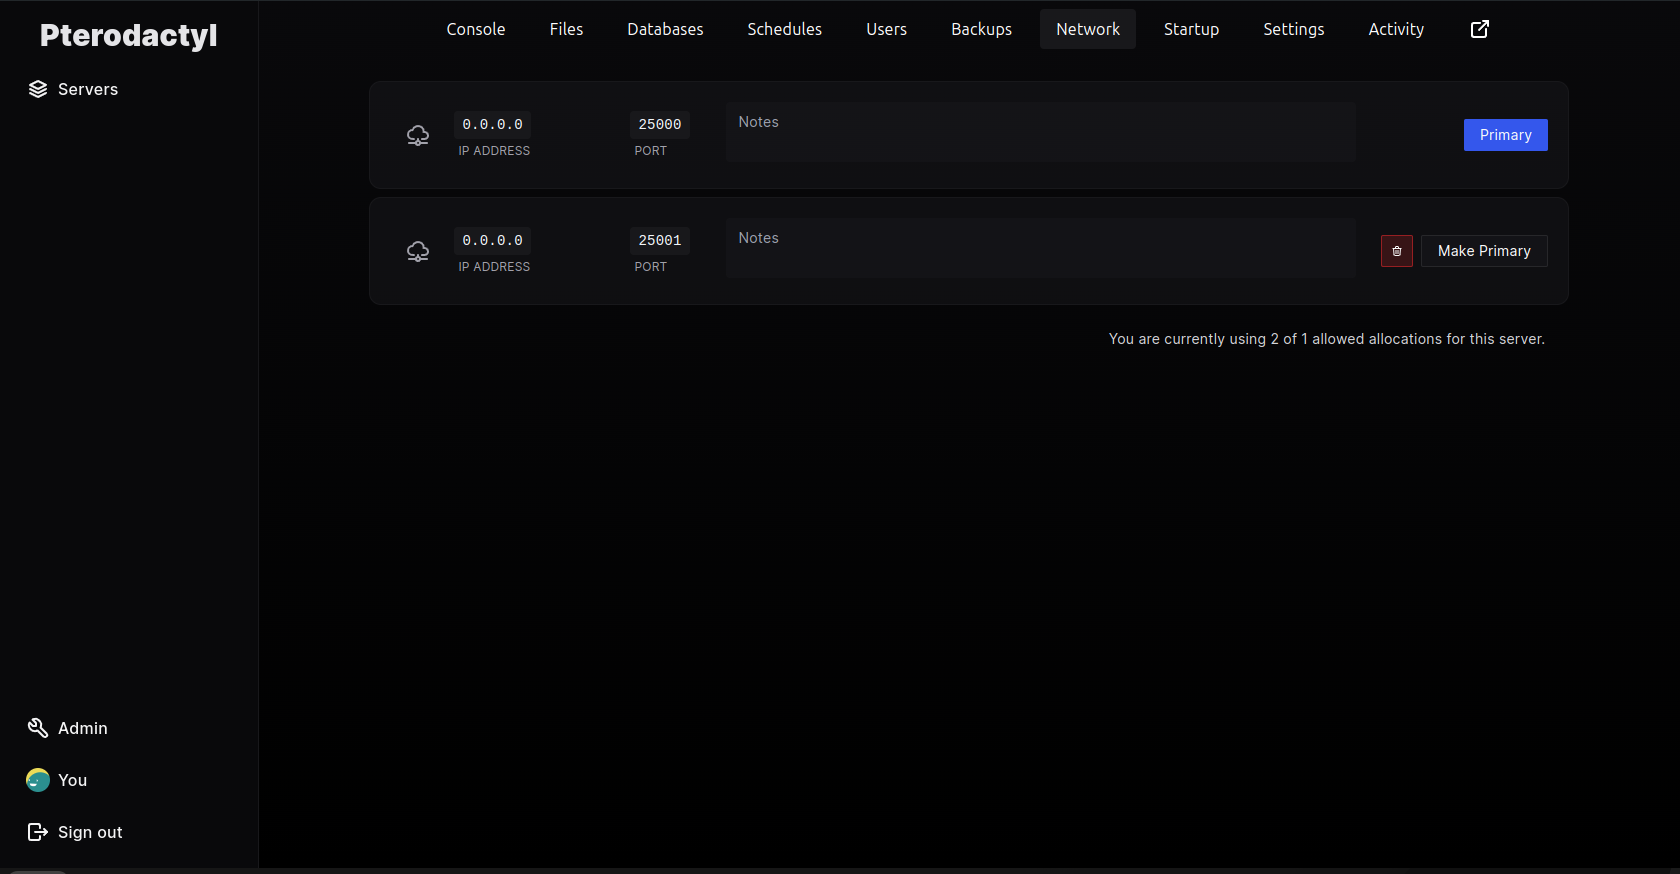 Pterodactyl
Servers
Console Files Databases Schedules Users Backups Network Startup Settings Activity
0.0.0.0 25000 Notes Primary
IP ADDRESS PORT
0.0.0.0 25001 Notes Make Primary
IP ADDRESS PORT
You are currently using 2 of 1 allowed allocations for this server.
Admin
You
Sign out